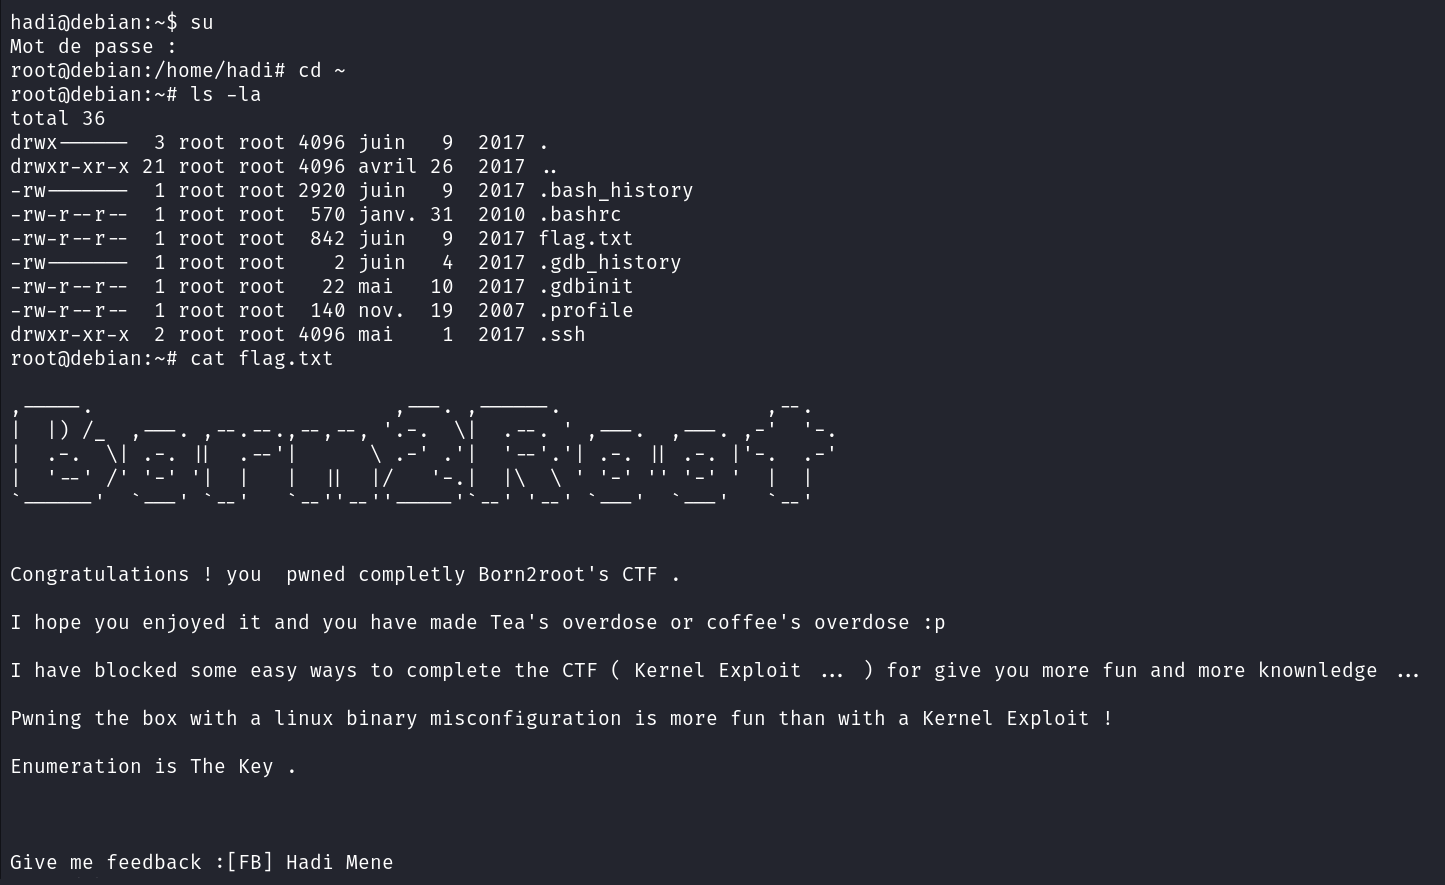 hadi@debian:~$ su
Mot de passe :
root@debian:/home/hadi# cd ~
root@debian:~# ls -la
total 36
drwx------  3 root root 4096 juin   9  2017 .
drwxr-xr-x 21 root root 4096 avril 26  2017 ..
-rw-------  1 root root 2920 juin   9  2017 .bash_history
-rw-r--r--  1 root root  570 janv. 31  2010 .bashrc
-rw-r--r--  1 root root  842 juin   9  2017 flag.txt
-rw-------  1 root root    2 juin   4  2017 .gdb_history
-rw-r--r--  1 root root   22 mai   10  2017 .gdbinit
-rw-r--r--  1 root root  140 nov.  19  2007 .profile
drwxr-xr-x  2 root root 4096 mai    1  2017 .ssh
root@debian:~# cat flag.txt
Born2Root
Congratulations ! you  pwned completly Born2root's CTF .
I hope you enjoyed it and you have made Tea's overdose or coffee's overdose :p
I have blocked some easy ways to complete the CTF ( Kernel Exploit ... ) for give you more fun and more knownledge ...
Pwning the box with a linux binary misconfiguration is more fun than with a Kernel Exploit !
Enumeration is The Key .
Give me feedback :[FB] Hadi Mene